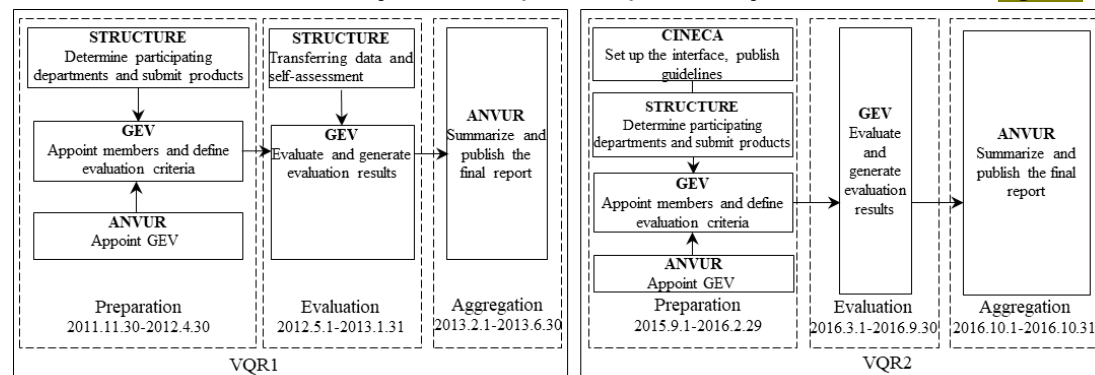 STRUCTURE
Determine participating
departments and submit products
GEV
Appoint members and define
evaluation criteria
ANVUR
Appoint GEV
Preparation
2011.11.30-2012.4.30
STRUCTURE
Transferring data and
self-assessment
GEV
Evaluate and generate
evaluation results
Evaluation
2012.5.1-2013.1.31
ANVUR
Summarize and
publish the
final report
Aggregation
2013.2.1-2013.6.30
VQR1
CINECA
Set up the interface, publish
guidelines
STRUCTURE
Determine participating
departments and submit products
GEV
Appoint members and define
evaluation criteria
ANVUR
Appoint GEV
Preparation
2015.9.1-2016.2.29
GEV
Evaluate
and
generate
evaluation
results
Evaluation
2016.3.1-2016.9.30
ANVUR
Summarize and
publish the final
report
Aggregation
2016.10.1-2016.10.31
VQR2